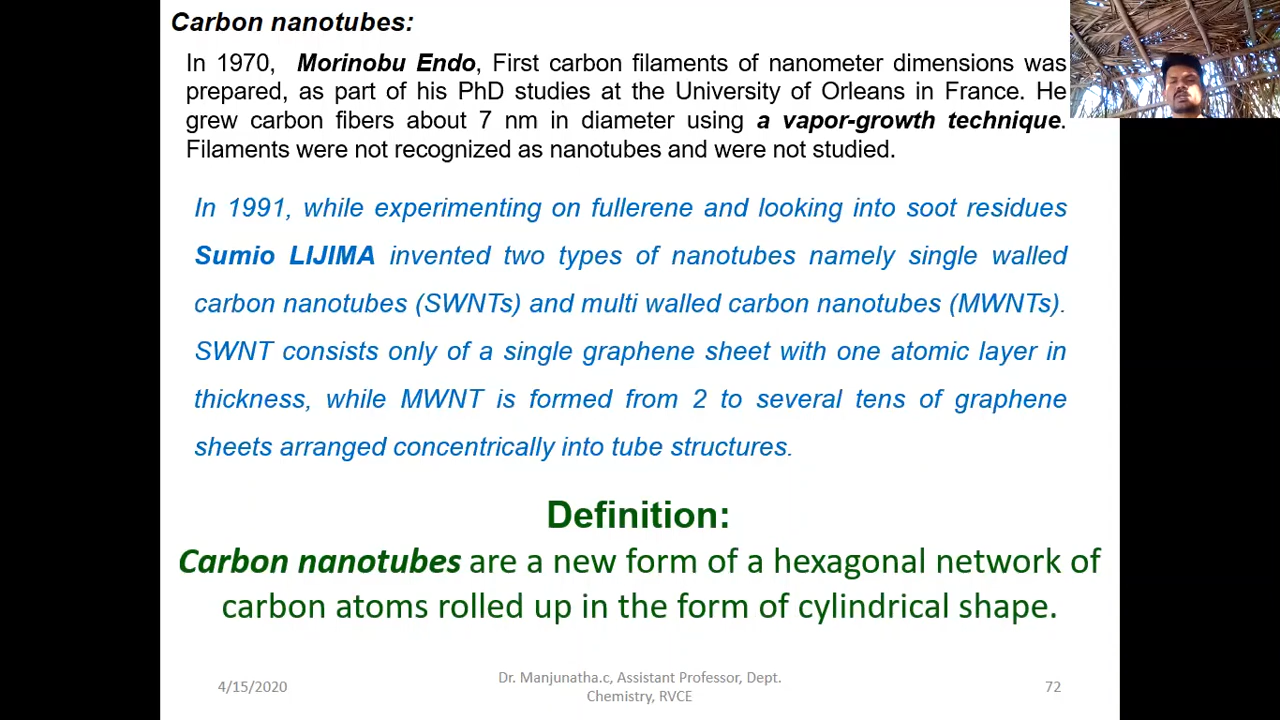 Carbon nanotubes:
In 1970, Morinobu Endo, First carbon filaments of nanometer dimensions was
prepared, as part of his PhD studies at the University of Orleans in France. He
grew carbon fibers about 7 nm in diameter using a vapor-growth technique.
Filaments were not recognized as nanotubes and were not studied.
In 1991, while experimenting on fullerene and looking into soot residues
Sumio LIJIMA invented two types of nanotubes namely single walled
carbon nanotubes (SWNTs) and multi walled carbon nanotubes (MWNTs).
SWNT consists only of a single graphene sheet with one atomic layer in
thickness, while MWNT is formed from 2 to several tens of graphene
sheets arranged concentrically into tube structures.
Definition:
Carbon nanotubes are a new form of a hexagonal network of
carbon atoms rolled up in the form of cylindrical shape.
4/15/2020
Dr. Manjunatha.c, Assistant Professor, Dept.
Chemistry, RVCE
72